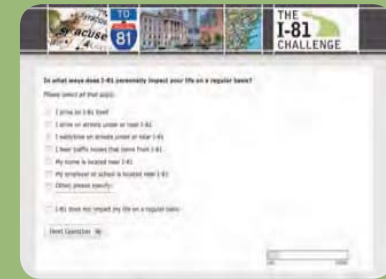 TO
81
Syracuse
THE
I-81
CHALLENGE
In what ways does I-81 personally impact your life on a regular basis?
Please select all that apply:
I drive on I-81 itself
I drive on streets under or near I-81
I walk/bike on streets under or near I-81
I hear traffic noises that come from I-81
My home is located near I-81
My employer or school is located near I-81
Other, please specify:
I-81 does not impact my life on a regular basis
Next Question